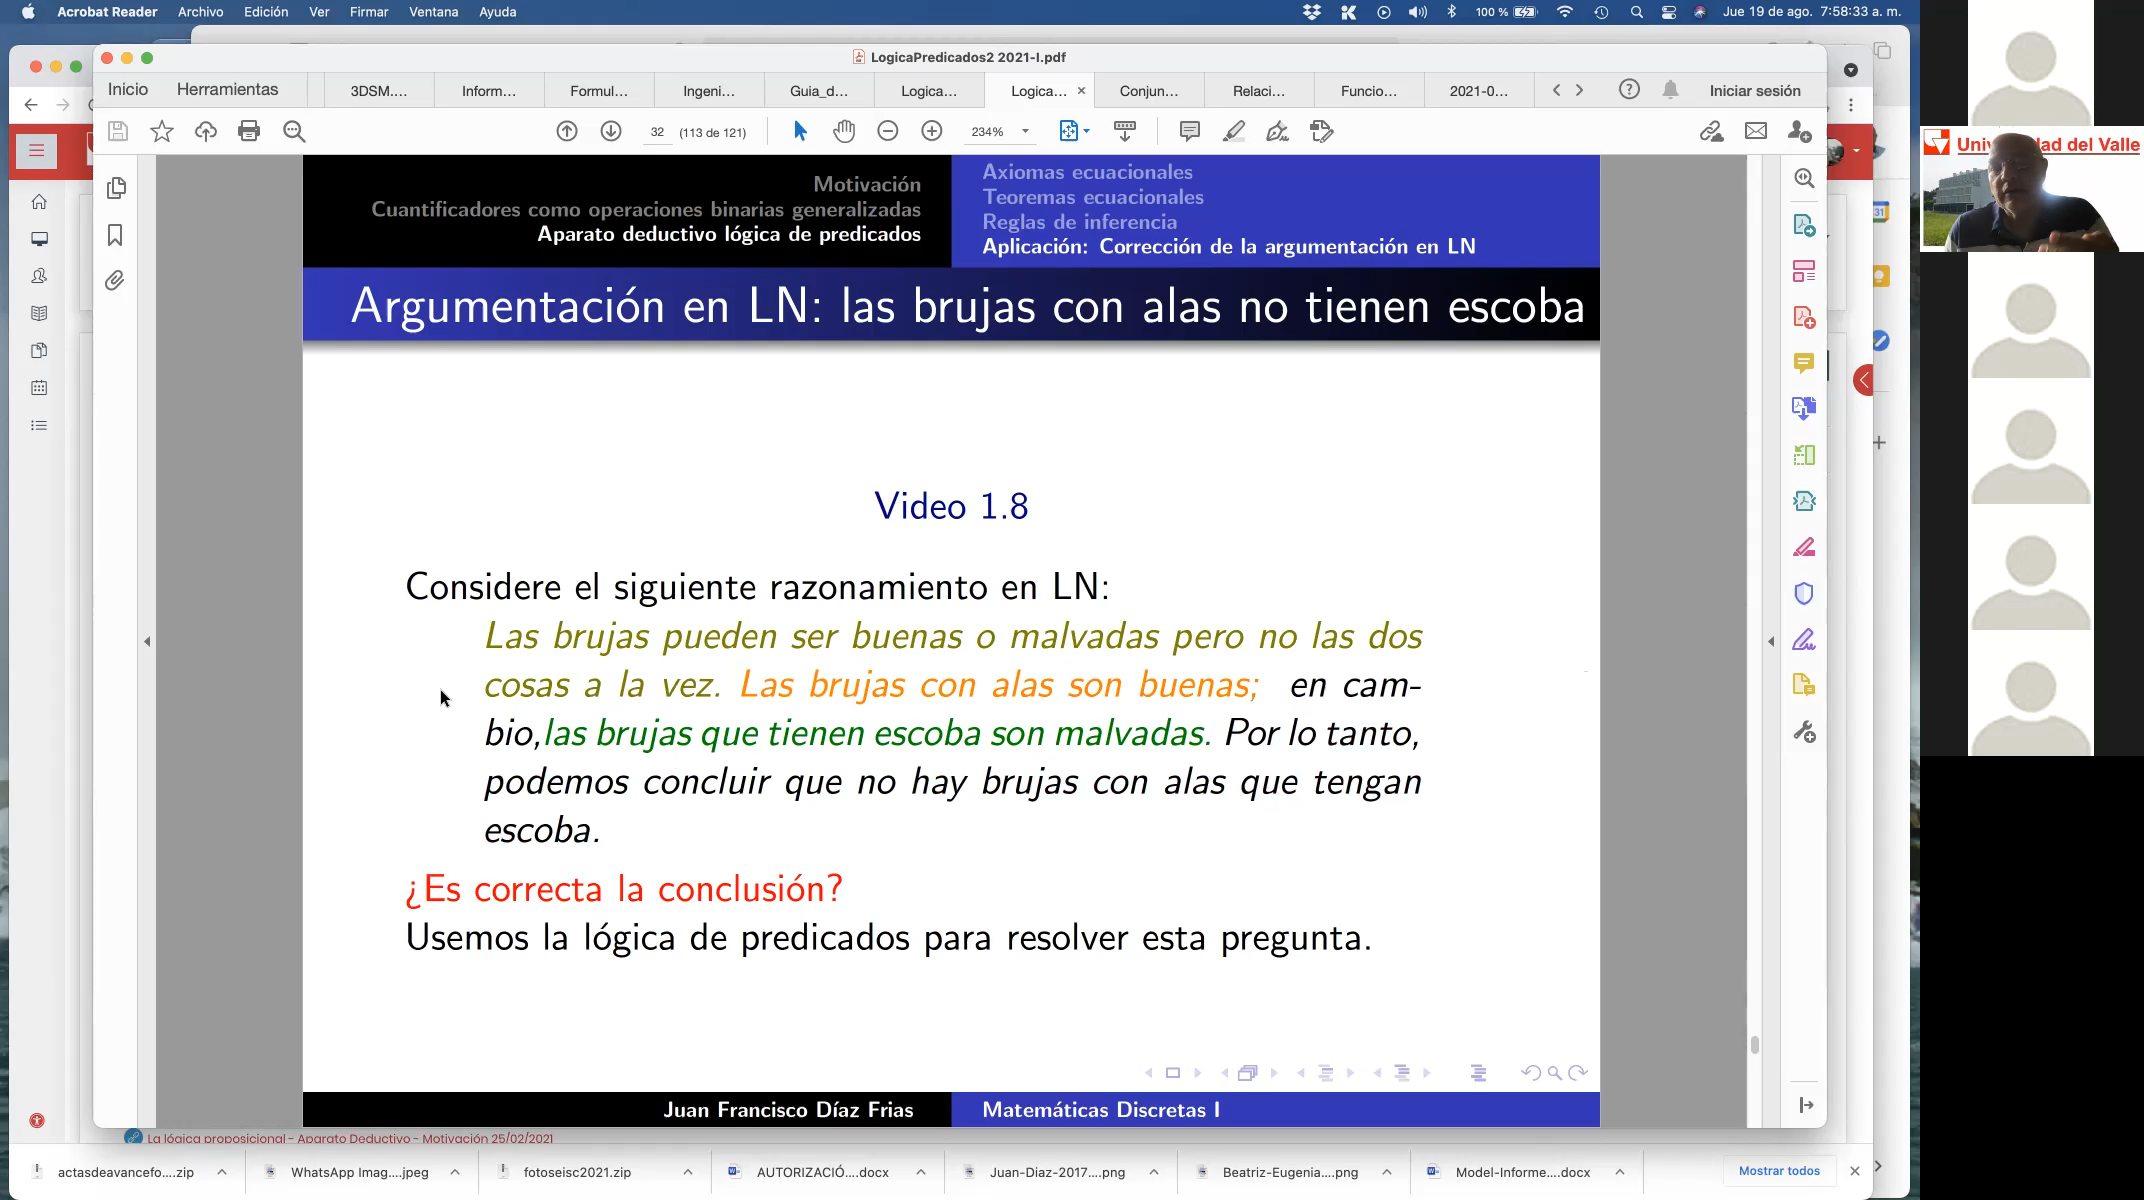 Acrobat Reader Archivo Edición Ver Firmar Ventana Ayuda 100 % Jue 19 de ago. 7:58:33 a. m.
LogicaPredicados2 2021-I.pdf
Inicio Herramientas 3DSM.... Inform... Formul... Ingeni... Guia_d... Logica... Logica... × Conjun... Relaci... Funcio... 2021-0... Iniciar sesión
32 (113 de 121) 234%
Motivación
Cuantificadores como operaciones binarias generalizadas
Aparato deductivo lógica de predicados
Axiomas ecuacionales
Teoremas ecuacionales
Reglas de inferencia
Aplicación: Corrección de la argumentación en LN
Argumentación en LN: las brujas con alas no tienen escoba
Video 1.8
Considere el siguiente razonamiento en LN:
Las brujas pueden ser buenas o malvadas pero no las dos
cosas a la vez. Las brujas con alas son buenas; en cam-
bio,las brujas que tienen escoba son malvadas. Por lo tanto,
podemos concluir que no hay brujas con alas que tengan
escoba.
¿Es correcta la conclusión?
Usemos la lógica de predicados para resolver esta pregunta.
Juan Francisco Díaz Frias Matemáticas Discretas I
La lógica proposicional - Aparato Deductivo - Motivación 25/02/2021
actasdeavancefo....zip WhatsApp Imag....jpeg fotoseisc2021.zip AUTORIZACIÓ....docx Juan-Diaz-2017....png Beatriz-Eugenia....png Model-Informe....docx Mostrar todos
31
dad del Valle